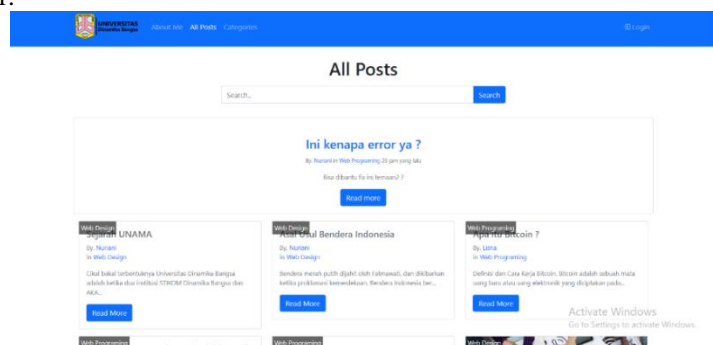 UNIVERSITAS
Dinamika Bangsa
About Me All Posts Categories
Login
All Posts
Search..
Search
Ini kenapa error ya ?
By. Nuriani in Web Programing 20 jam yang lalu
Bisa dibantu fix ini temaan? ?
Read more
Web Design
Sejarah UNAMA
By. Nuriani
in Web Design
Cikal bakal terbentuknya Universitas Dinamika Bangsa
adalah ketika dua institusi STIKOM Dinamika Bangsa dan
Read More
Web Design
Asal Usul Bendera Indonesia
By. Nuriani
in Web Design
Bendera merah putih dijahit oleh Fatmawati, dan dikibarkan
ketika proklamasi kemerdekaan. Bendera Indonesia ber...
Read More
Web Programing
Apa itu Bitcoin ?
By.
in Web Programing
Definisi dan Cara Kerja Bitcoin. Bitcoin adalah sebuah mata
uang baru atau uang elektronik yang diciptakan pada..
Read More
Activate Windows
Go to Settings to activate Windows.
Web Programing
Web Programing
Web Design